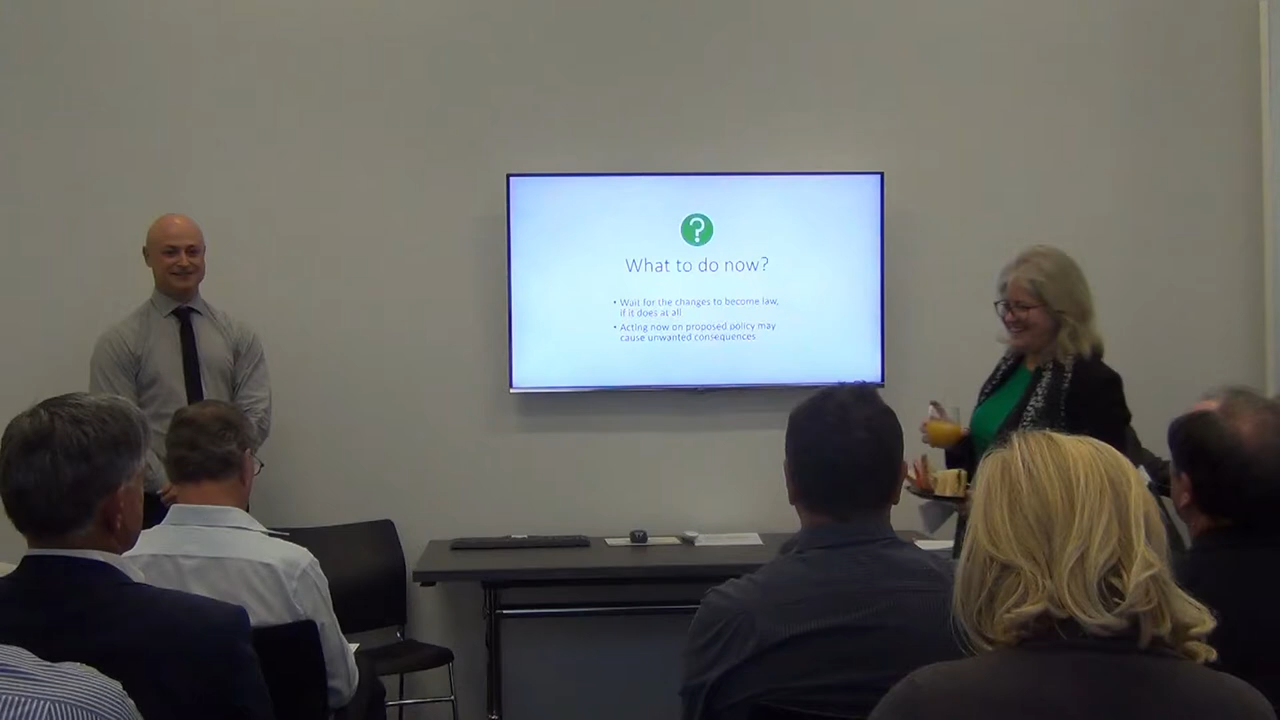 ?
What to do now?
• Wait for the changes to become law,
if it does at all
• Acting now on proposed policy may
cause unwanted consequences